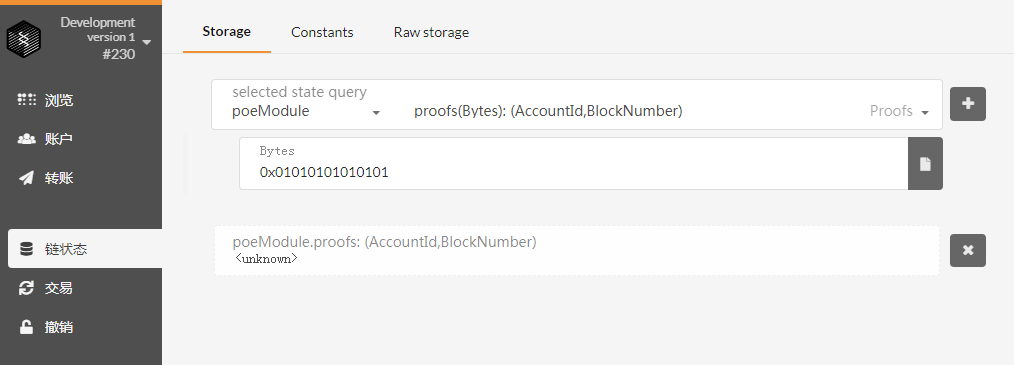 Development
version 1
#230
浏览
账户
转账
链状态
交易
撤销
Storage
Constants
Raw storage
selected state query
poeModule
proofs(Bytes): (AccountId,BlockNumber)
Proofs
Bytes
0x01010101010101
poeModule.proofs: (AccountId,BlockNumber)
<unknown>